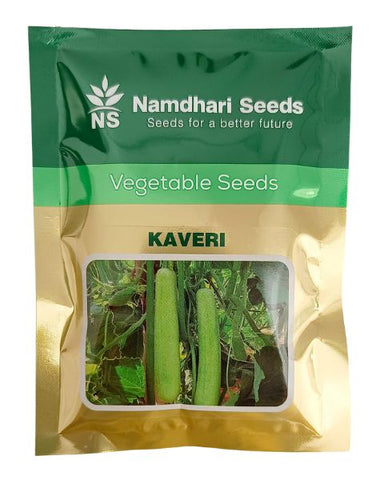 NS
Namdhari Seeds
Seeds for a better future
Vegetable Seeds
KAVERI